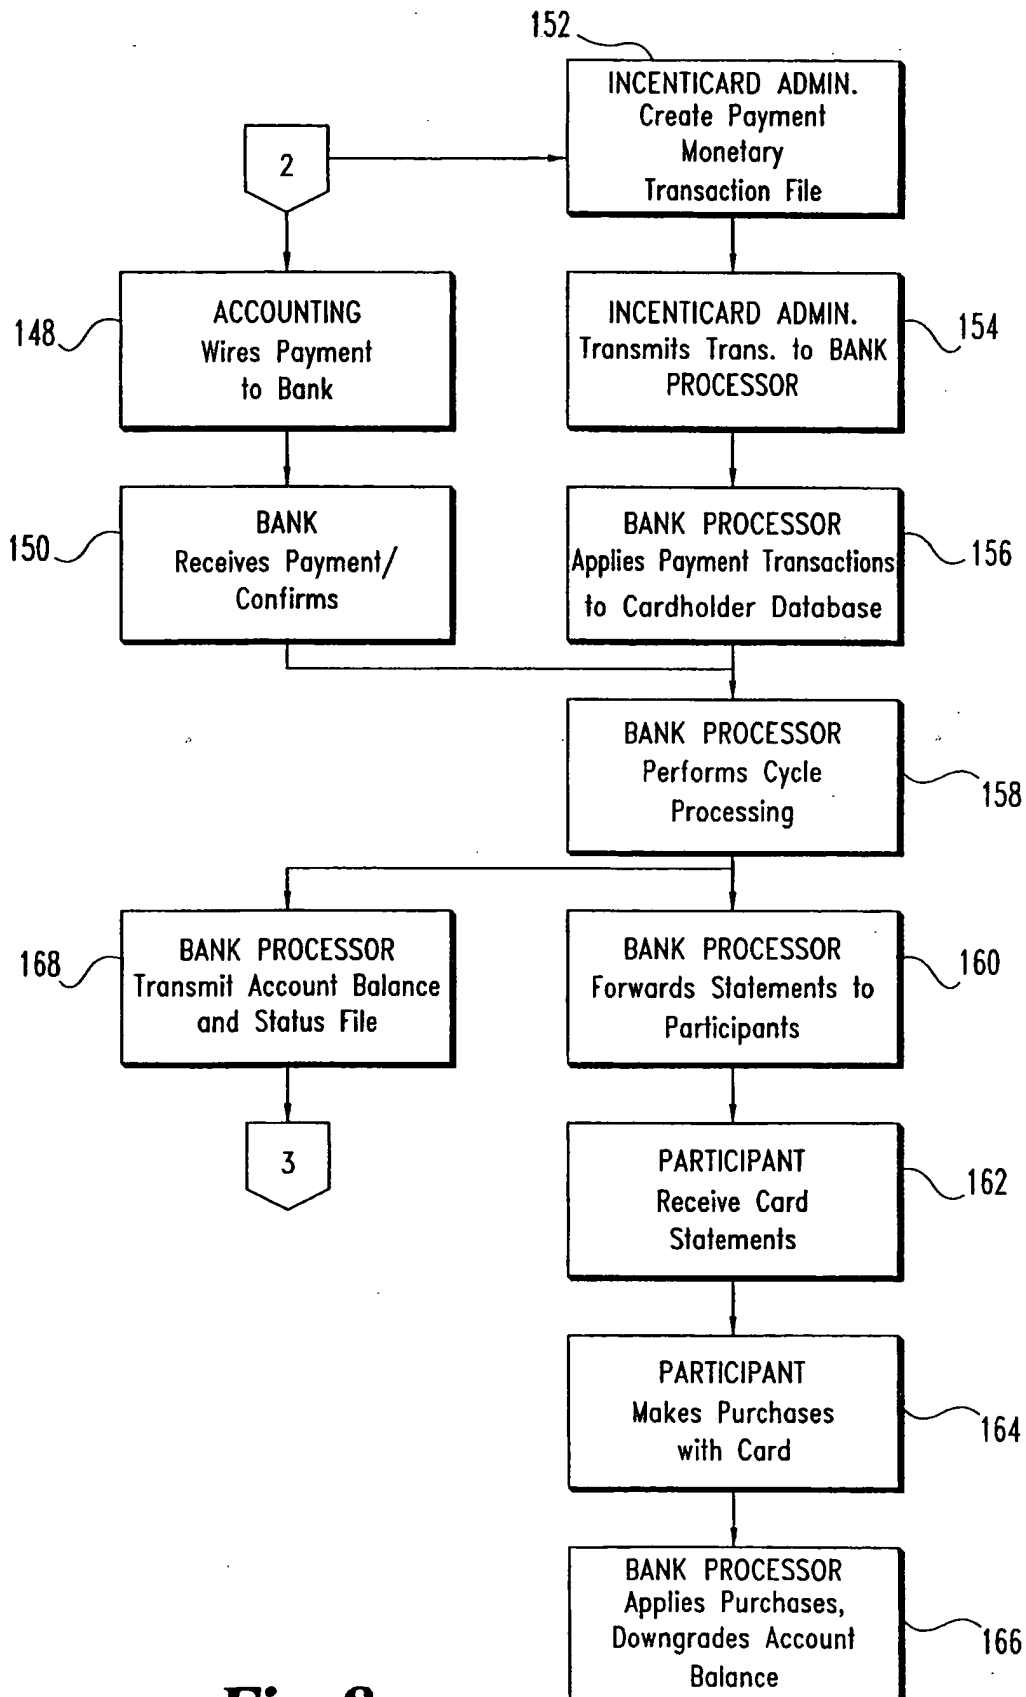 152
INCENTICARD ADMIN.
Create Payment
Monetary
Transaction File
2
148
ACCOUNTING
Wires Payment
to Bank
INCENTICARD ADMIN.
Transmits Trans. to BANK
PROCESSOR
154
150
BANK
Receives Payment/
Confirms
BANK PROCESSOR
Applies Payment Transactions
to Cardholder Database
156
BANK PROCESSOR
Performs Cycle
Processing
158
168
BANK PROCESSOR
Transmit Account Balance
and Status File
BANK PROCESSOR
Forwards Statements to
Participants
160
3
PARTICIPANT
Receive Card
Statements
162
PARTICIPANT
Makes Purchases
with Card
164
BANK PROCESSOR
Applies Purchases,
Downgrades Account
Balance
166